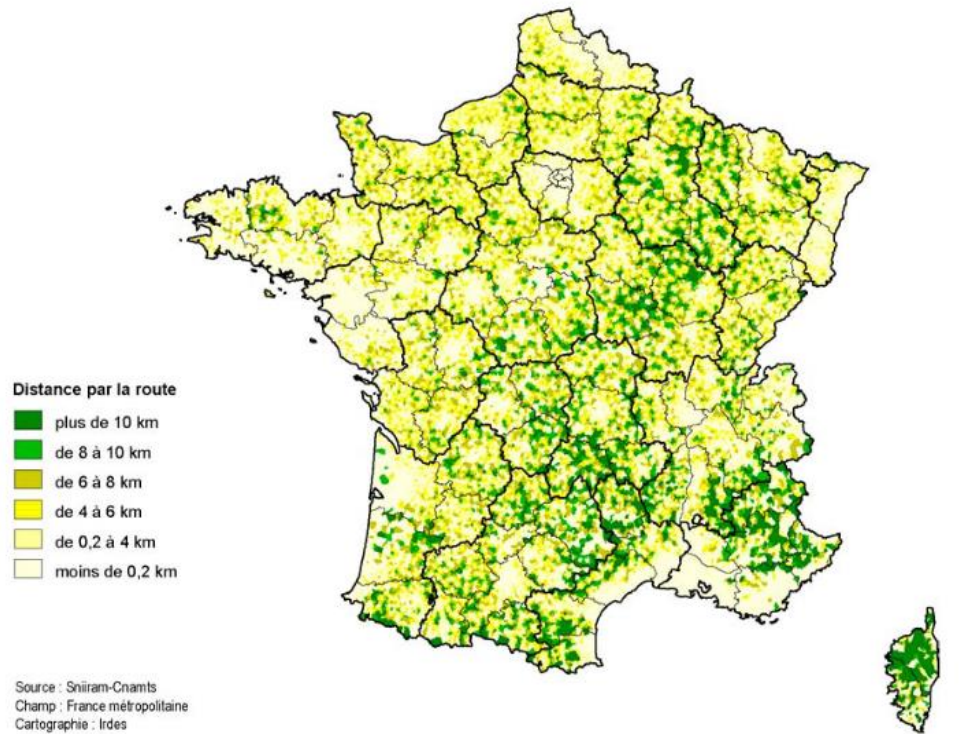 Distance par la route
plus de 10 km
de 8 à 10 km
de 6 à 8 km
de 4 à 6 km
de 0,2 à 4 km
moins de 0,2 km
Source : Sniiram-Cnamts
Champ : France métropolitaine
Cartographie : Irdes